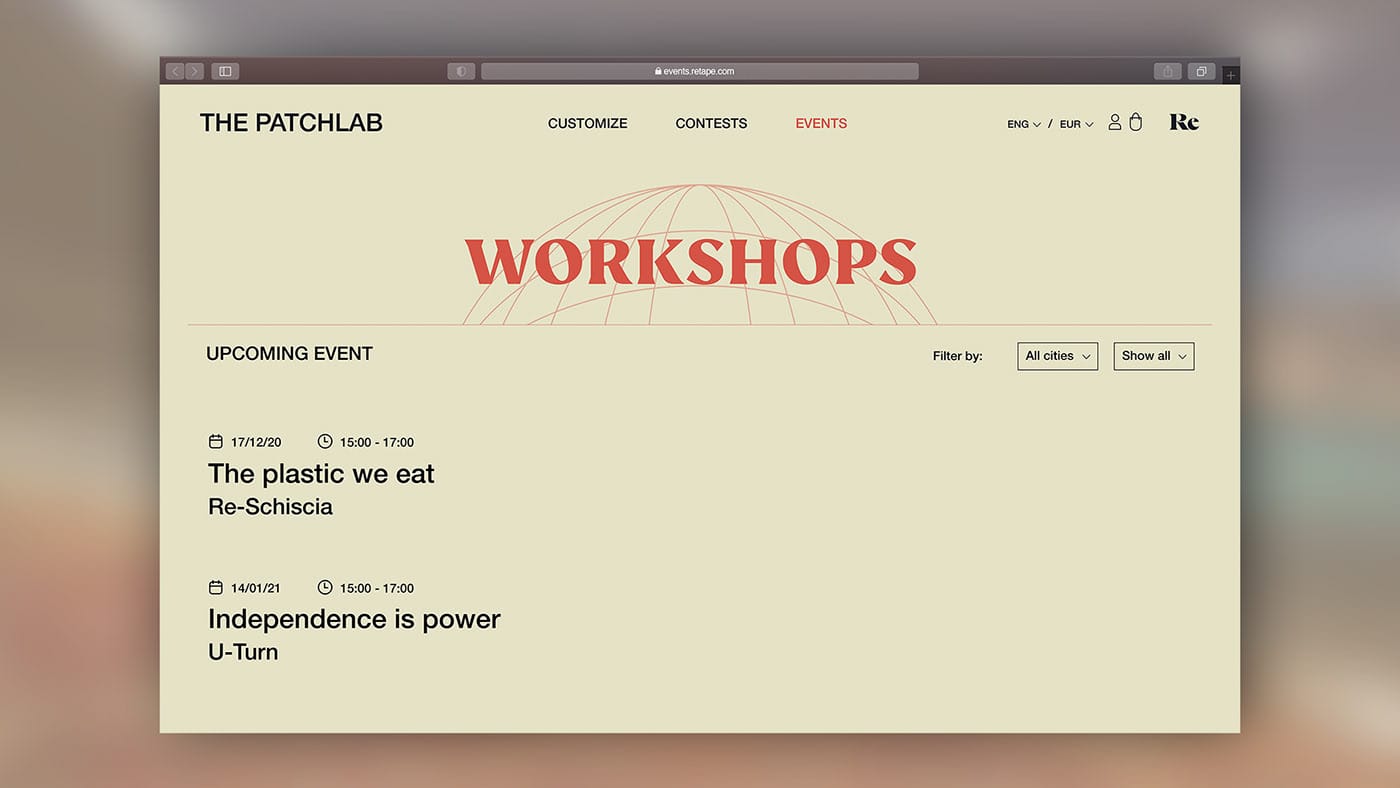 events.retape.com
THE PATCHLAB
CUSTOMIZE
CONTESTS
EVENTS
ENG / EUR
Re
WORKSHOPS
UPCOMING EVENT
Filter by:
All cities
Show all
17/12/20
15:00 - 17:00
The plastic we eat
Re-Schiscia
14/01/21
15:00 - 17:00
Independence is power
U-Turn